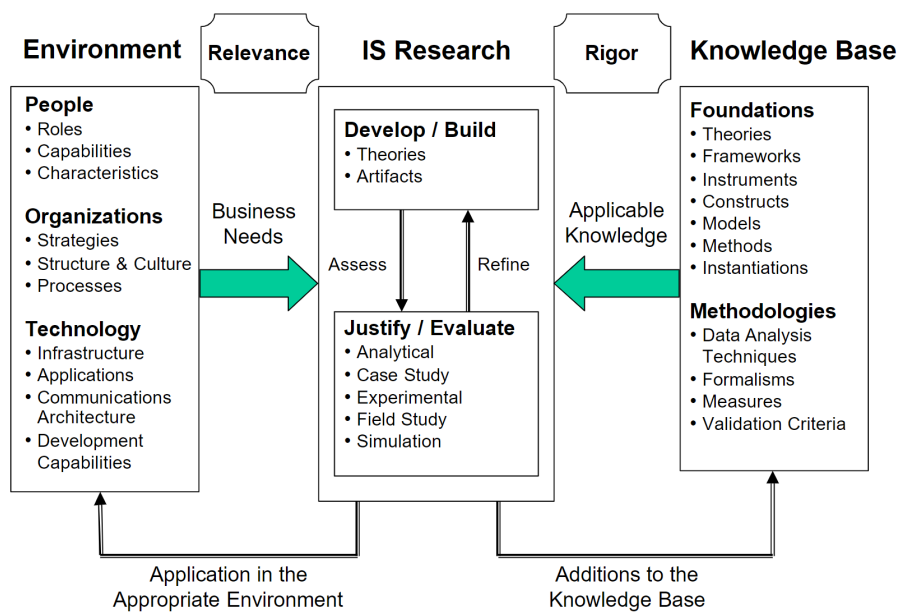 Environment
Relevance
IS Research
Rigor
Knowledge Base
People
• Roles
• Capabilities
• Characteristics
Organizations
• Strategies
• Structure & Culture
• Processes
Technology
• Infrastructure
• Applications
• Communications
Architecture
• Development
Capabilities
Business
Needs
Develop / Build
• Theories
• Artifacts
Assess
Refine
Justify / Evaluate
• Analytical
• Case Study
• Experimental
• Field Study
• Simulation
Applicable
Knowledge
Foundations
• Theories
• Frameworks
• Instruments
• Constructs
• Models
• Methods
• Instantiations
Methodologies
• Data Analysis
Techniques
• Formalisms
• Measures
• Validation Criteria
Application in the
Appropriate Environment
Additions to the
Knowledge Base